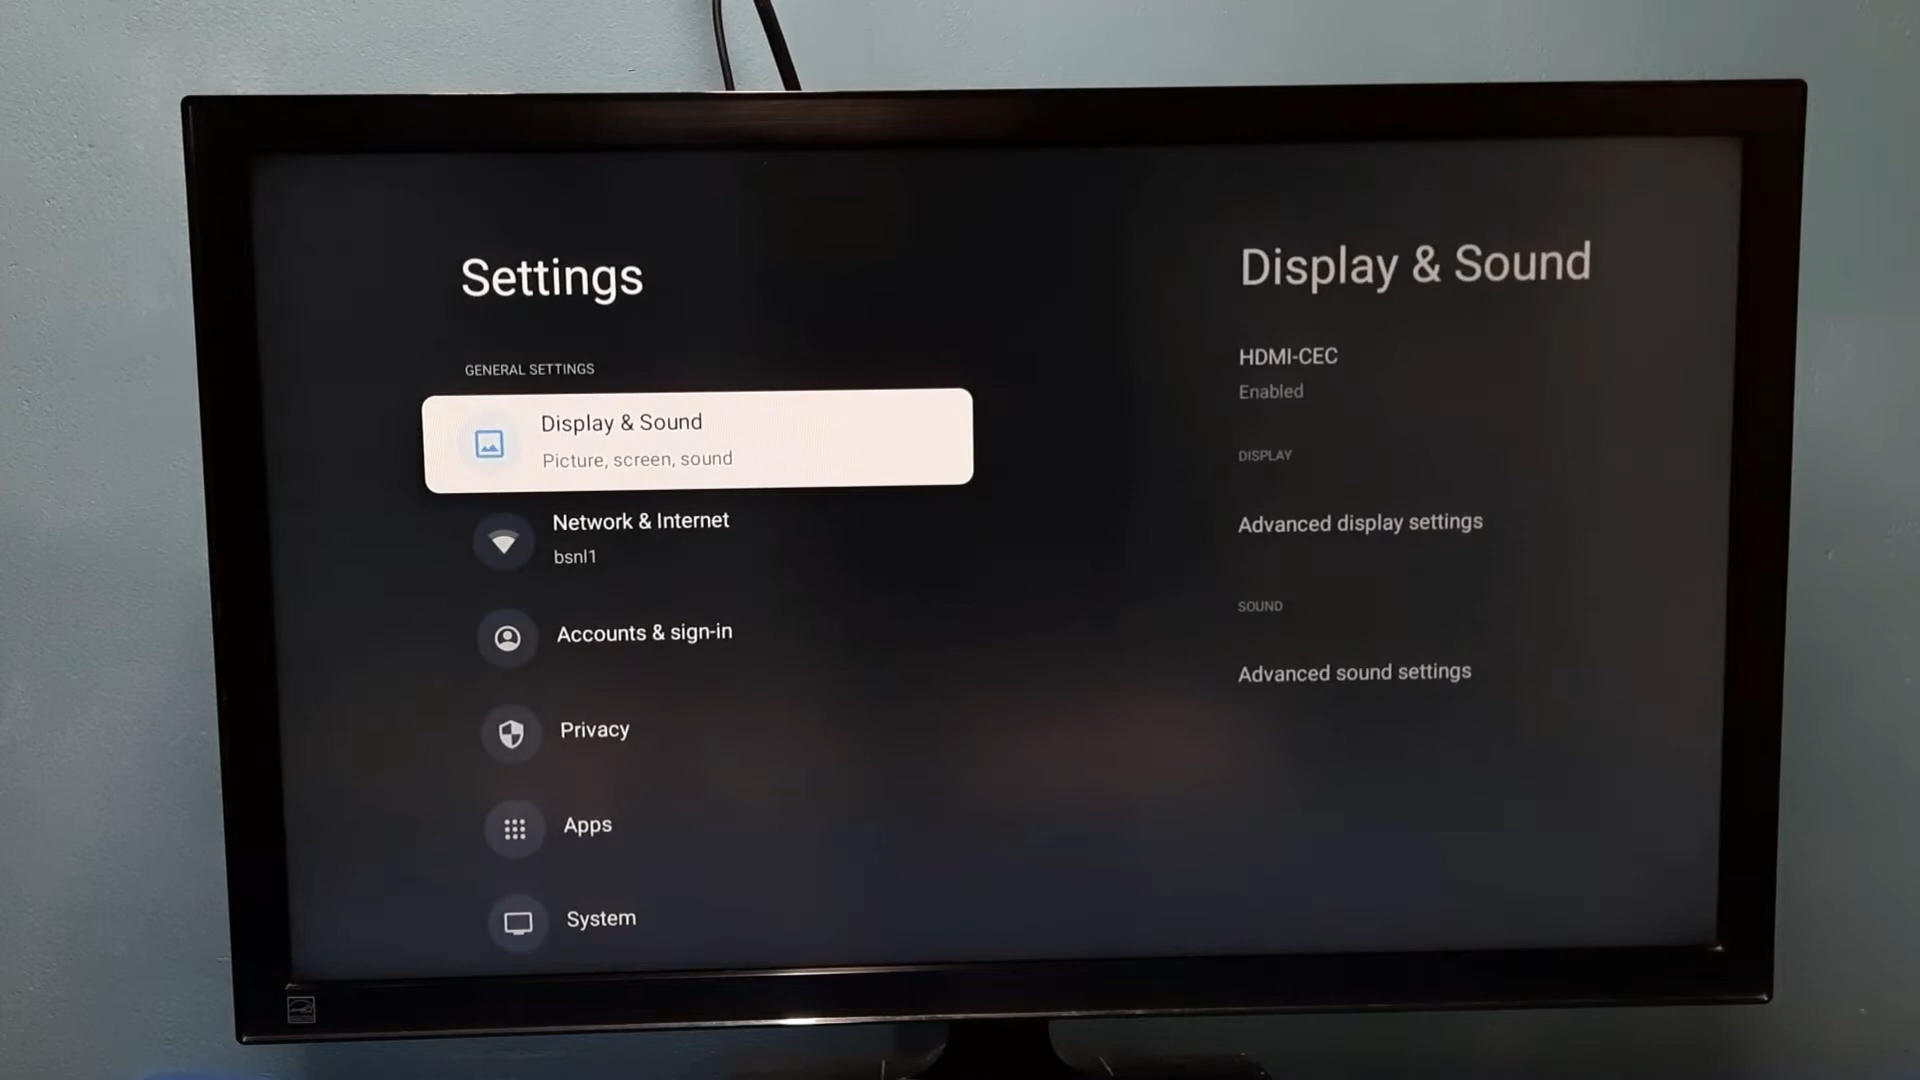 Settings
GENERAL SETTINGS
Display & Sound
Picture, screen, sound
Network & Internet
bsnl1
Accounts & sign-in
Privacy
Apps
System
Display & Sound
HDMI-CEC
Enabled
DISPLAY
Advanced display settings
SOUND
Advanced sound settings